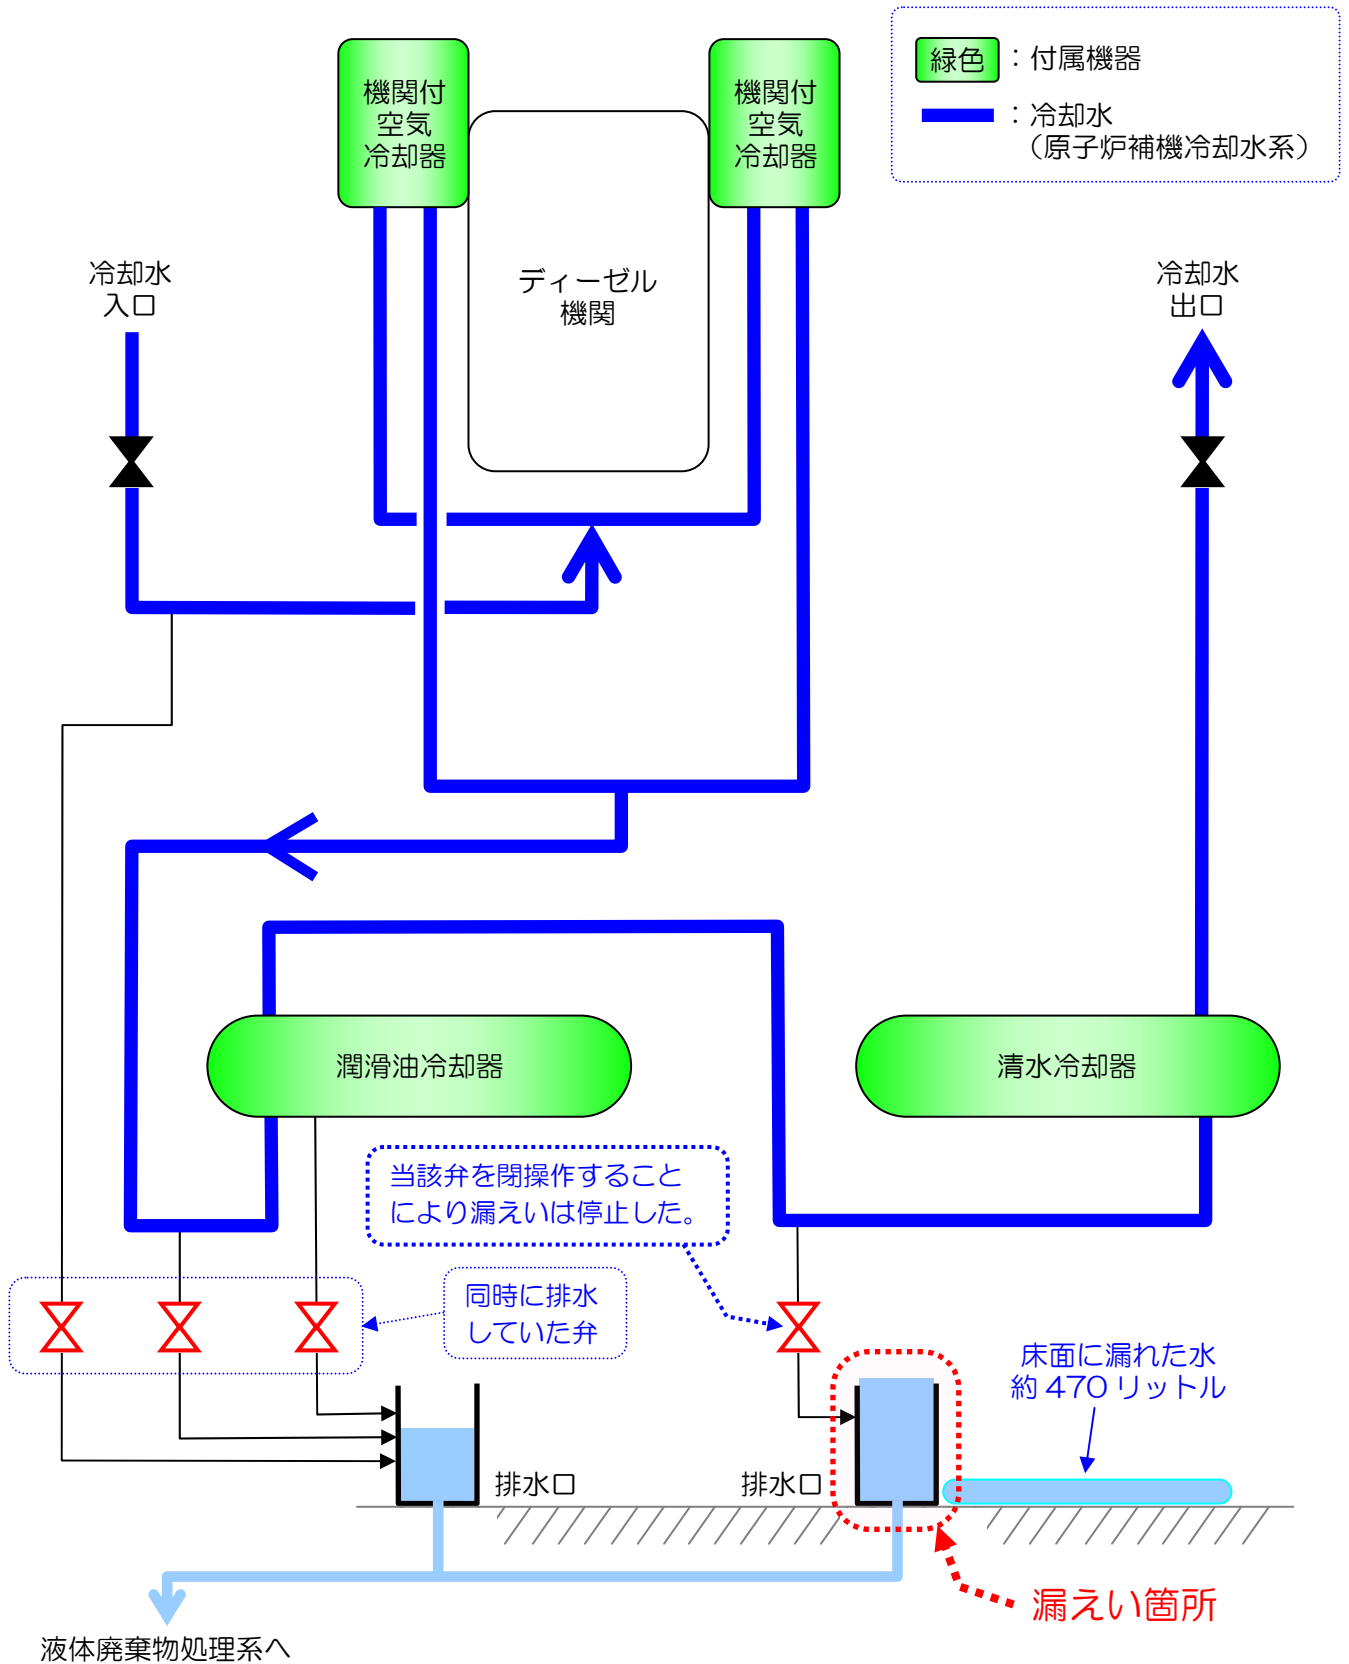 緑色 ：付属機器
：冷却水
（原子炉補機冷却水系）
機関付
空気
冷却器
機関付
空気
冷却器
ディーゼル
機関
冷却水
入口
冷却水
出口
潤滑油冷却器
清水冷却器
当該弁を閉操作すること
により漏えいは停止した。
同時に排水
していた弁
床面に漏れた水
約 470 リットル
排水口
排水口
漏えい箇所
液体廃棄物処理系へ